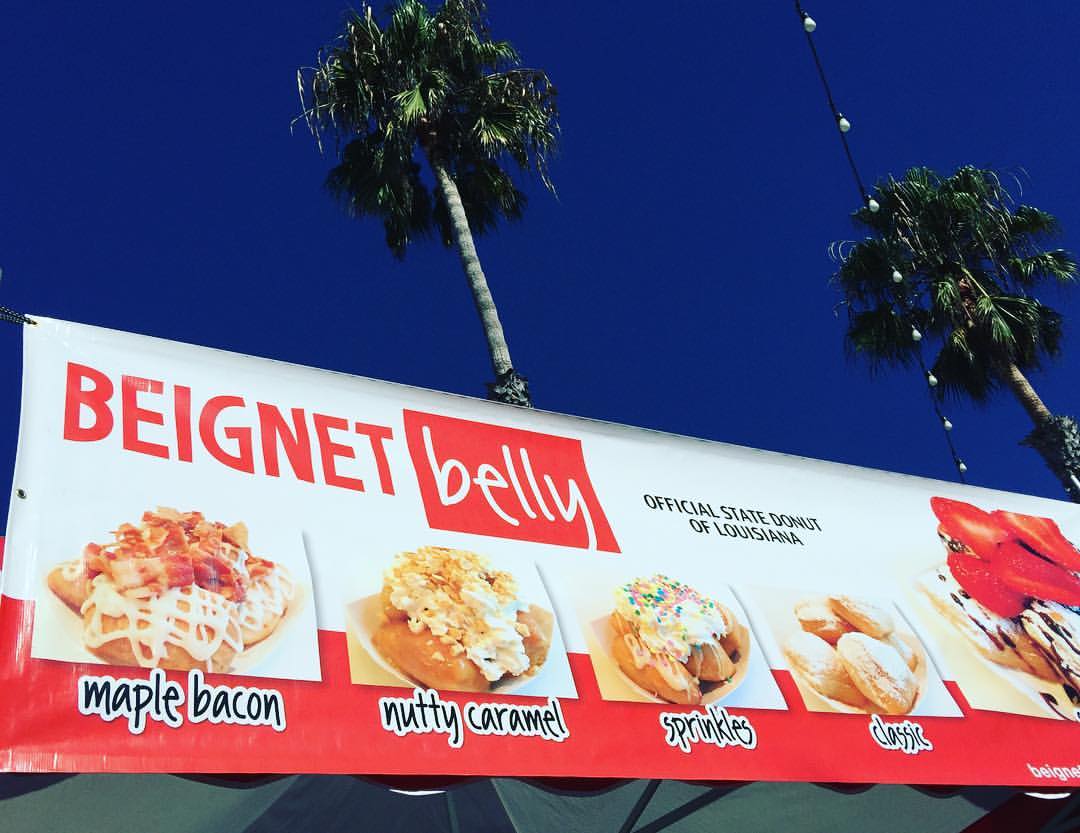 BEIGNET belly
OFFICIAL STATE DONUT
OF LOUISIANA
maple bacon
nutty caramel
sprinkles
classic